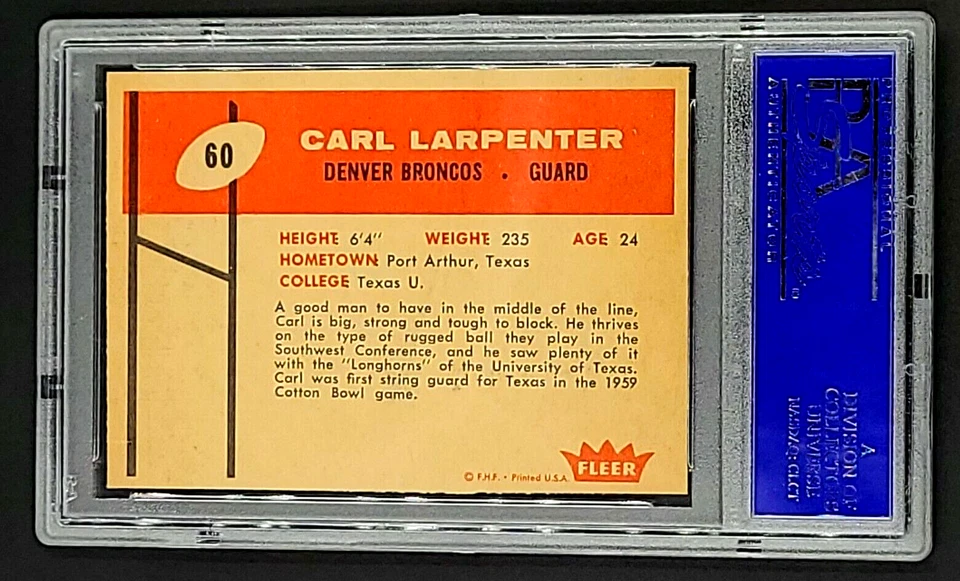 60
CARL LARPENTER
DENVER BRONCOS • GUARD
HEIGHT 6'4" WEIGHT 235 AGE 24
HOMETOWN Port Arthur, Texas
COLLEGE Texas U.
A good man to have in the middle of the line,
Carl is big, strong and tough to block. He thrives
on the type of rugged ball they play in the
Southwest Conference, and he saw plenty of it
with the "Longhorns" of the University of Texas.
Carl was first string guard for Texas in the 1959
Cotton Bowl game.
© F.H.F. • Printed U.S.A.
FLEER
PSA
A
DIVISION OF
COLLECTORS
UNIVERSE
NASDAQ: CLCT